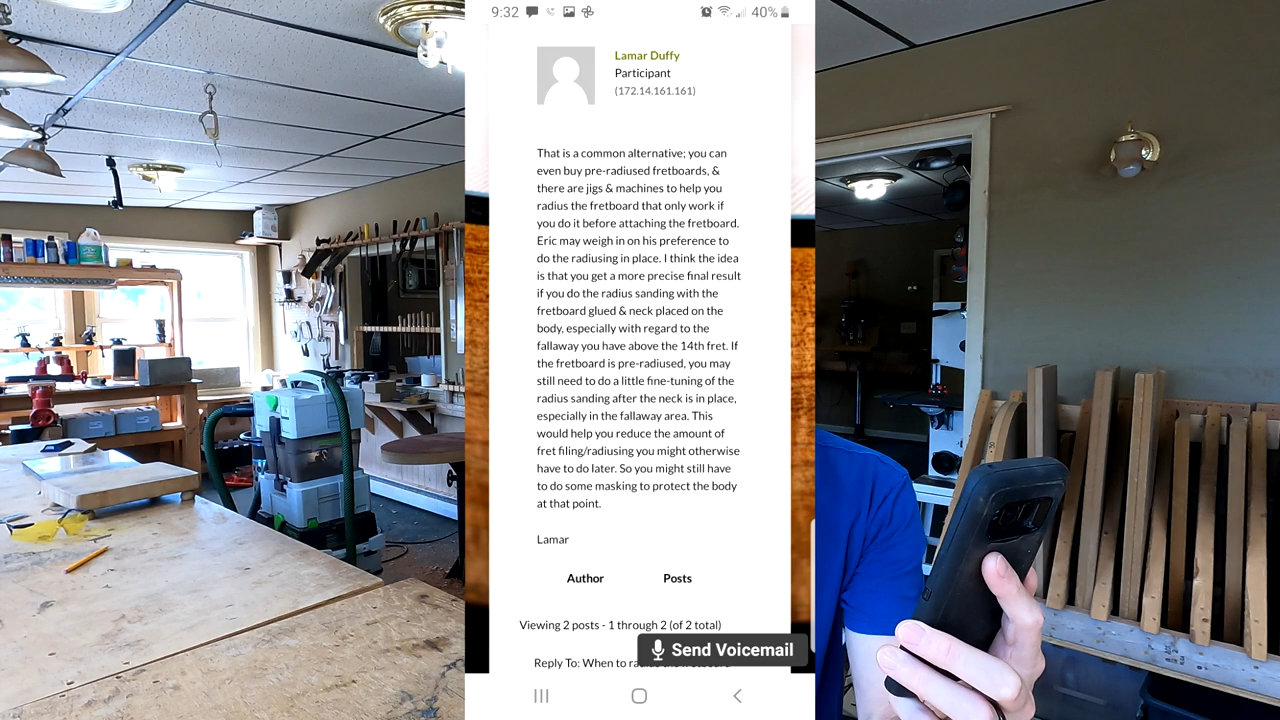 9:32
40%
Lamar Duffy
Participant
(172.14.161.161)
That is a common alternative; you can
even buy pre-radiused fretboards, &
there are jigs & machines to help you
radius the fretboard that only work if
you do it before attaching the fretboard.
Eric may weigh in on his preference to
do the radiusing in place. I think the idea
is that you get a more precise final result
if you do the radius sanding with the
fretboard glued & neck placed on the
body, especially with regard to the
fallaway you have above the 14th fret. If
the fretboard is pre-radiused, you may
still need to do a little fine-tuning of the
radius sanding after the neck is in place,
especially in the fallaway area. This
would help you reduce the amount of
fret filing/radiusing you might otherwise
have to do later. So you might still have
to do some masking to protect the body
at that point.
Lamar
Author Posts
Viewing 2 posts - 1 through 2 (of 2 total)
Send Voicemail
Reply To: When to